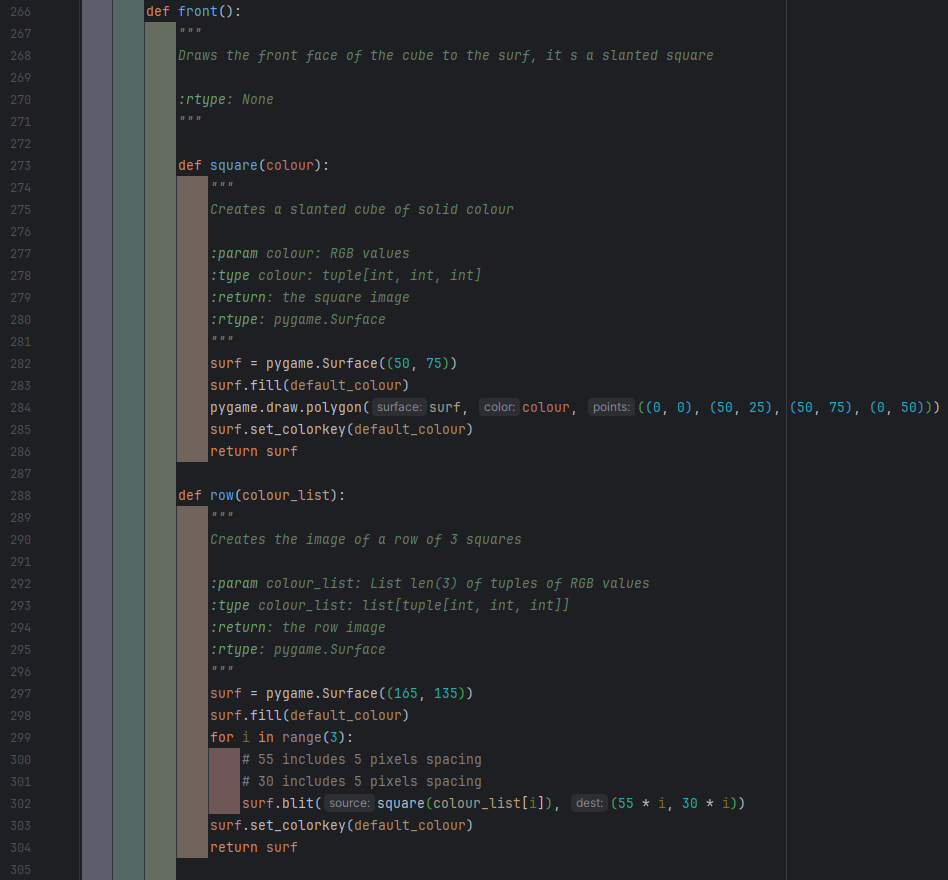 266 def front():
267 """
268 Draws the front face of the cube to the surf, it s a slanted square
269
270 :rtype: None
271 """
272
273 def square(colour):
274 """
275 Creates a slanted cube of solid colour
276
277 :param colour: RGB values
278 :type colour: tuple[int, int, int]
279 :return: the square image
280 :rtype: pygame.Surface
281 """
282 surf = pygame.Surface((50, 75))
283 surf.fill(default_colour)
284 pygame.draw.polygon( surface: surf, color: colour, points: ((0, 0), (50, 25), (50, 75), (0, 50)))
285 surf.set_colorkey(default_colour)
286 return surf
287
288 def row(colour_list):
289 """
290 Creates the image of a row of 3 squares
291
292 :param colour_list: List len(3) of tuples of RGB values
293 :type colour_list: list[tuple[int, int, int]]
294 :return: the row image
295 :rtype: pygame.Surface
296 """
297 surf = pygame.Surface((165, 135))
298 surf.fill(default_colour)
299 for i in range(3):
300 # 55 includes 5 pixels spacing
301 # 30 includes 5 pixels spacing
302 surf.blit( source: square(colour_list[i]), dest: (55 * i, 30 * i))
303 surf.set_colorkey(default_colour)
304 return surf
305